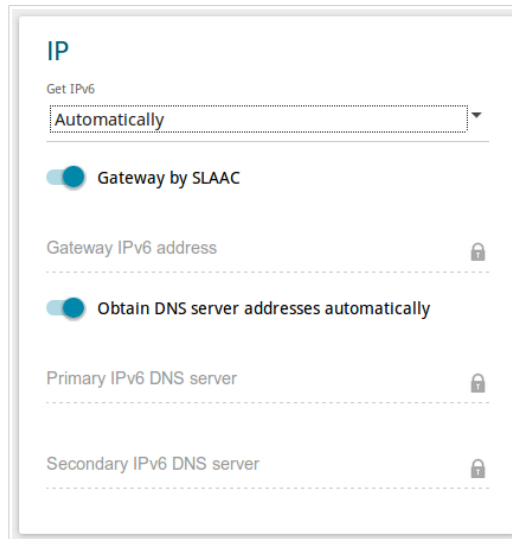 IP
Get IPv6
Automatically
Gateway by SLAAC
Gateway IPv6 address
Obtain DNS server addresses automatically
Primary IPv6 DNS server
Secondary IPv6 DNS server